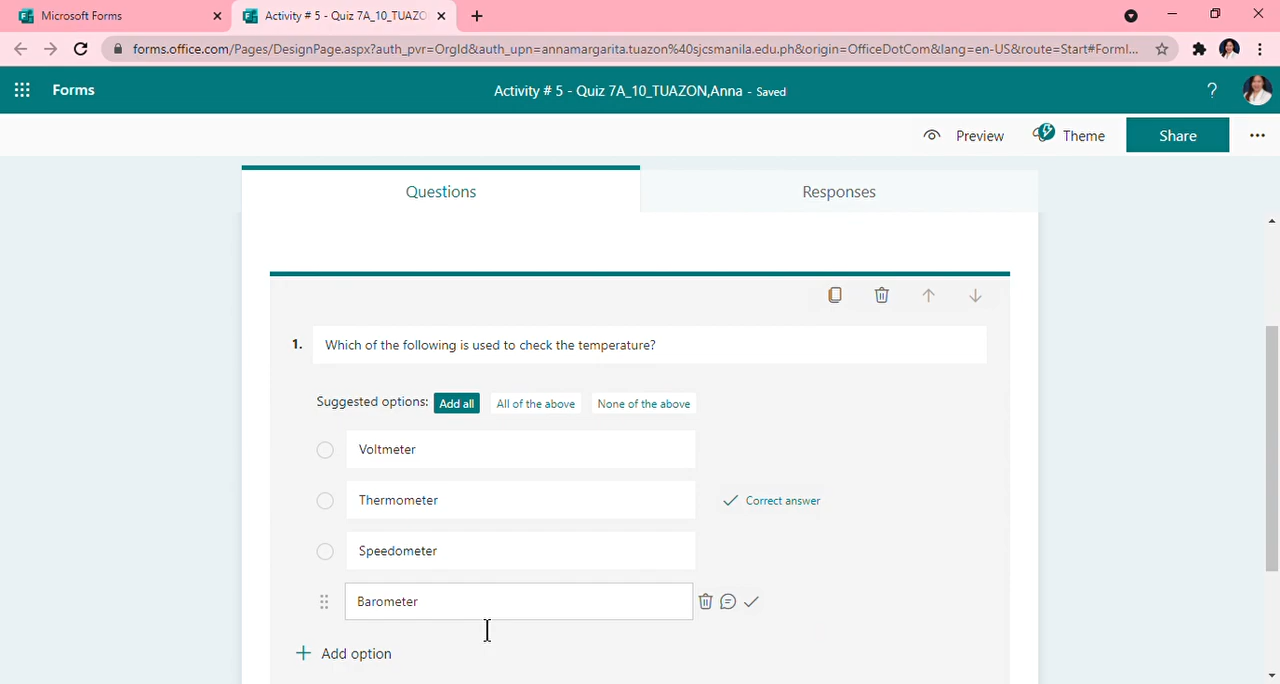 Microsoft Forms
Activity # 5 - Quiz 7A_10_TUAZO
forms.office.com/Pages/DesignPage.aspx?auth_pvr=OrgId&auth_upn=annamargarita.tuazon%40sjcsmanila.edu.ph&origin=OfficeDotCom&lang=en-US&route=Start#FormI...
Forms
Activity # 5 - Quiz 7A_10_TUAZON,Anna - Saved
?
Preview
Theme
Share
Questions
Responses
1. Which of the following is used to check the temperature?
Suggested options: Add all All of the above None of the above
Voltmeter
Thermometer
Correct answer
Speedometer
Barometer
+ Add option